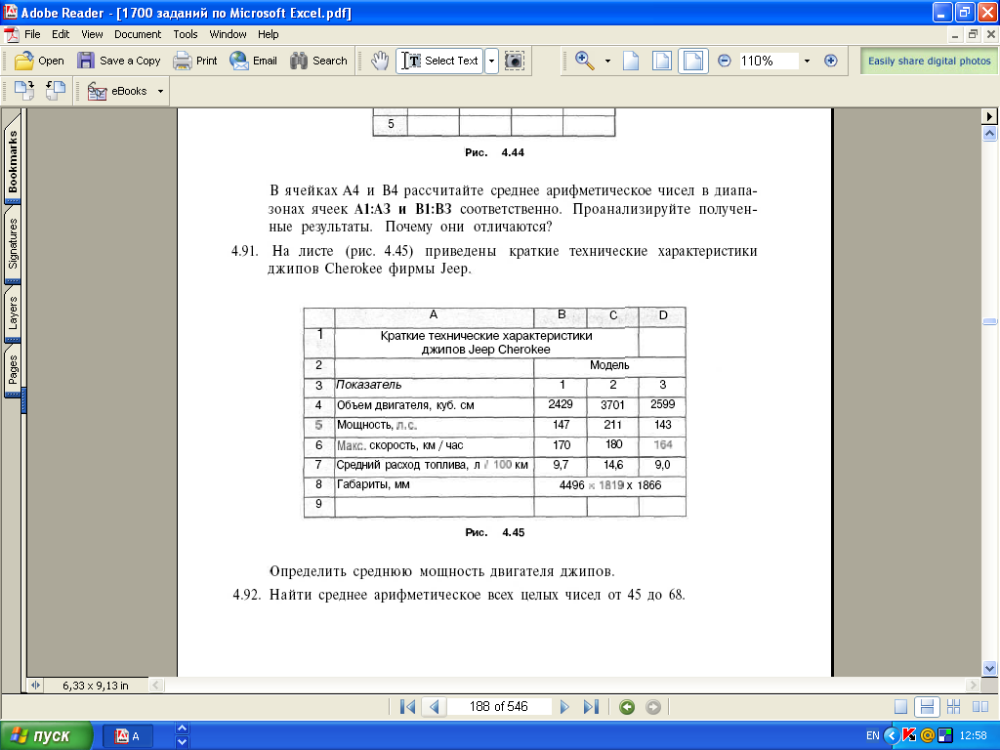 Adobe Reader - [1700 заданий по Microsoft Excel.pdf]
File Edit View Document Tools Window Help
Open Save a Copy Print Email Search Select Text 110% Easily share digital photos
eBooks
Bookmarks
Signatures
Layers
Pages
5
Рис. 4.44
В ячейках A4 и B4 рассчитайте среднее арифметическое чисел в диапа-
зонах ячеек A1:A3 и B1:B3 соответственно. Проанализируйте получен-
ные результаты. Почему они отличаются?
4.91. На листе (рис. 4.45) приведены краткие технические характеристики
джипов Cherokee фирмы Jeep.
A B C D
1 Краткие технические характеристики
джипов Jeep Cherokee
2 Модель
3 Показатель 1 2 3
4 Объем двигателя, куб. см 2429 3701 2599
5 Мощность, л.с. 147 211 143
6 Макс. скорость, км / час 170 180 164
7 Средний расход топлива, л / 100 км 9,7 14,6 9,0
8 Габариты, мм 4496 x 1819 x 1866
9
Рис. 4.45
Определить среднюю мощность двигателя джипов.
4.92. Найти среднее арифметическое всех целых чисел от 45 до 68.
6,33 x 9,13 in
188 of 546
пуск A EN 12:58